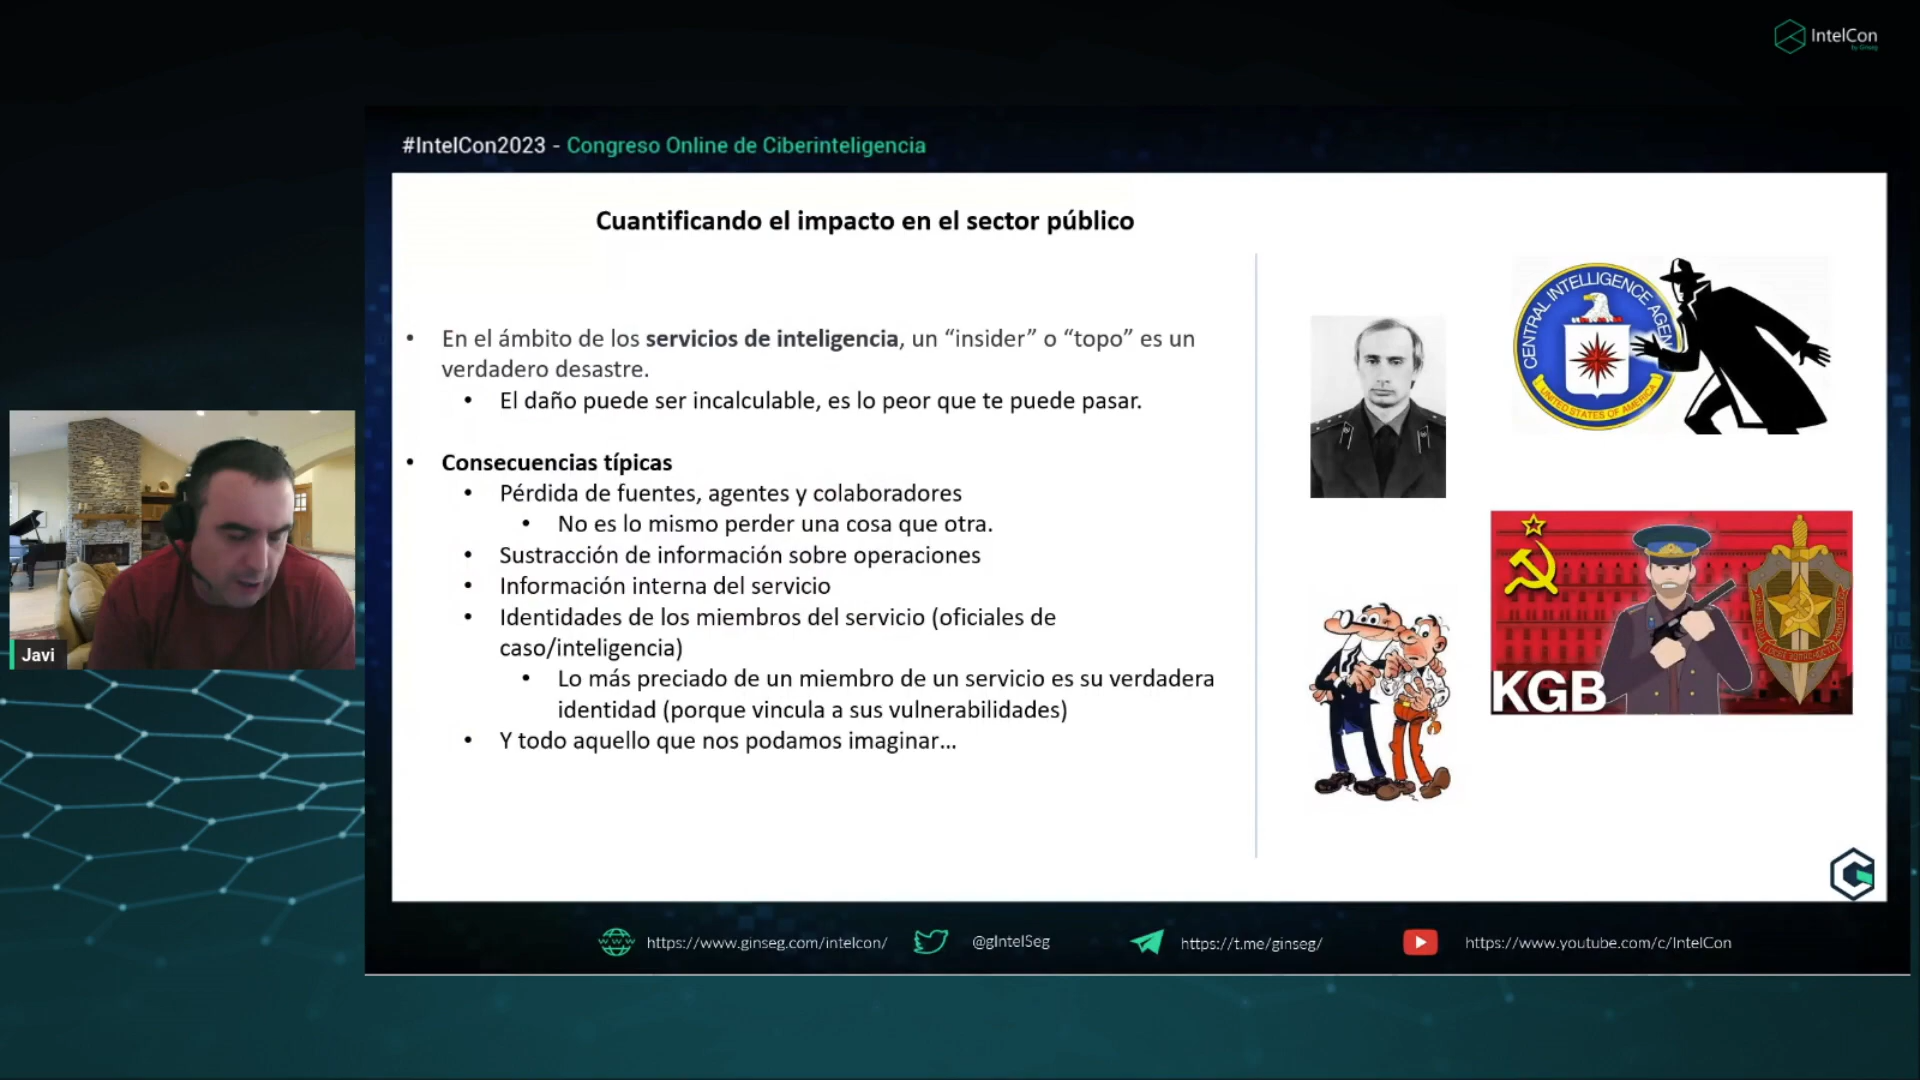 IntelCon
by Ginseg
#IntelCon2023 - Congreso Online de Ciberinteligencia
Cuantificando el impacto en el sector público
• En el ámbito de los servicios de inteligencia, un “insider” o “topo” es un
verdadero desastre.
• El daño puede ser incalculable, es lo peor que te puede pasar.
• Consecuencias típicas
• Pérdida de fuentes, agentes y colaboradores
• No es lo mismo perder una cosa que otra.
• Sustracción de información sobre operaciones
• Información interna del servicio
• Identidades de los miembros del servicio (oficiales de
caso/inteligencia)
• Lo más preciado de un miembro de un servicio es su verdadera
identidad (porque vincula a sus vulnerabilidades)
• Y todo aquello que nos podamos imaginar...
CENTRAL INTELLIGENCE AGEN
UNITED STATES OF AMERICA
KGB
Javi
https://www.ginseg.com/intelcon/
@gIntelSeg
https://t.me/ginseg/
https://www.youtube.com/c/IntelCon